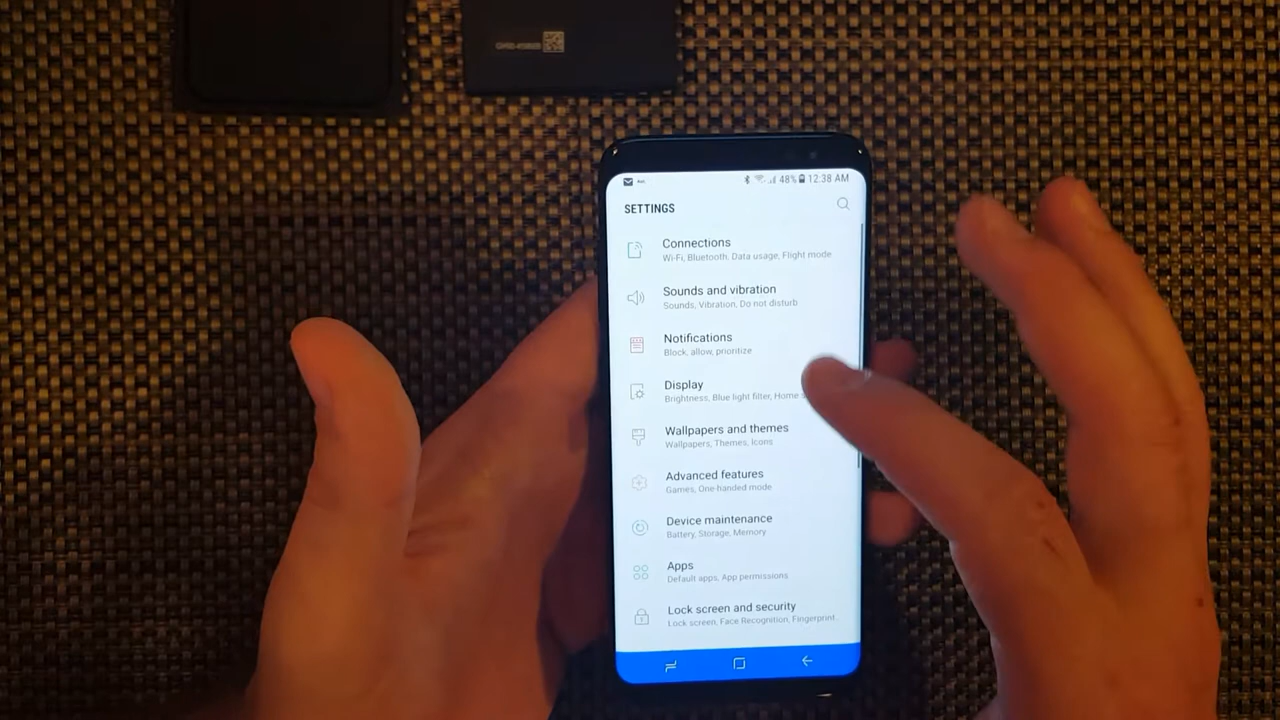 48% 12.38 AM
SETTINGS
Connections
Wi-Fi, Bluetooth, Data usage, Flight mode
Sounds and vibration
Sounds, Vibration, Do not disturb
Notifications
Block, allow, prioritize
Display
Brightness, Blue light filter, Home
Wallpapers and themes
Wallpapers, Themes, Icons
Advanced features
Games, One-handed mode
Device maintenance
Battery, Storage, Memory
Apps
Default apps, App permissions
Lock screen and security
Lock screen, Face Recognition, Fingerprint..